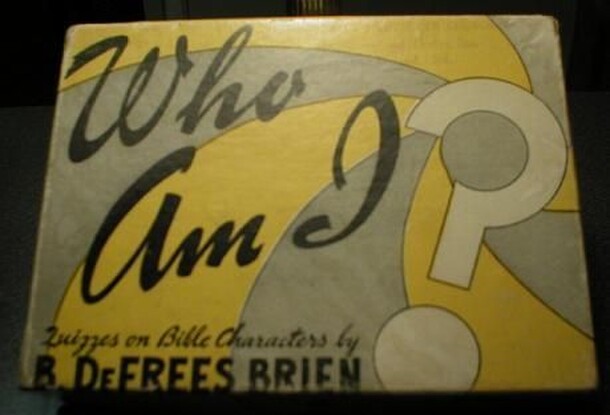 Who
Am I?
Quizzes on Bible Characters by
B. DeFREES BRIEN